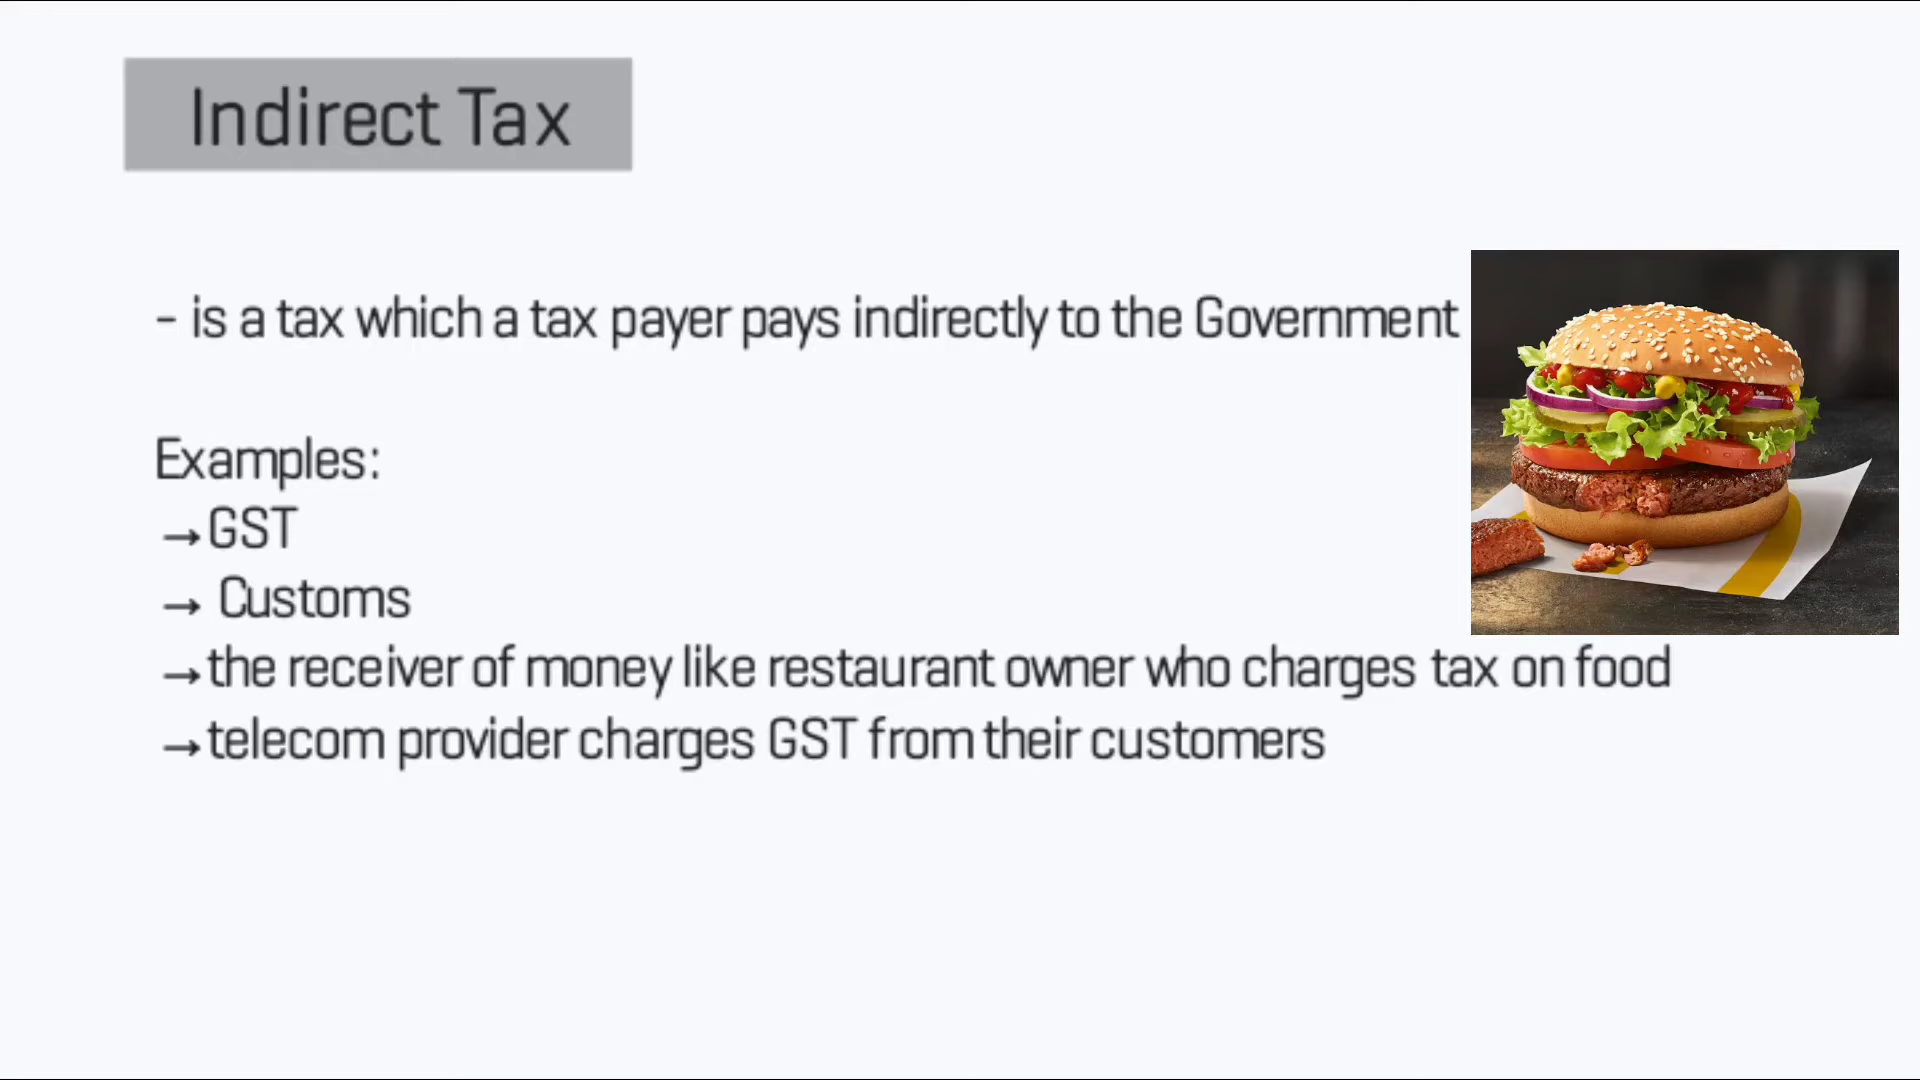 Indirect Tax
- is a tax which a tax payer pays indirectly to the Government
Examples:
→GST
→ Customs
→the receiver of money like restaurant owner who charges tax on food
→telecom provider charges GST from their customers